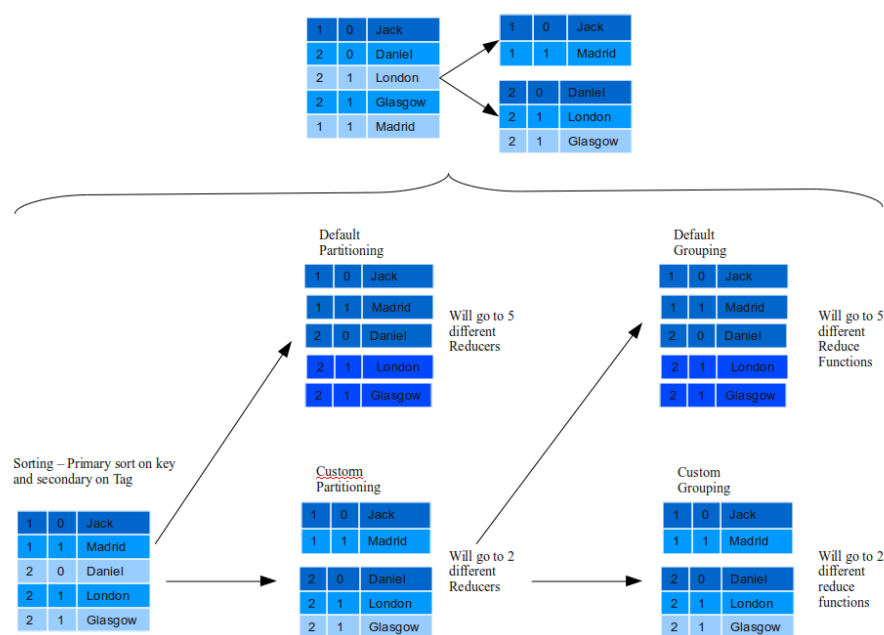 1 0 Jack
2 0 Daniel
2 1 London
2 1 Glasgow
1 1 Madrid
1 0 Jack
1 1 Madrid
2 0 Daniel
2 1 London
2 1 Glasgow
Default
Partitioning
1 0 Jack
1 1 Madrid
2 0 Daniel
2 1 London
2 1 Glasgow
Will go to 5
different
Reducers
Default
Grouping
1 0 Jack
1 1 Madrid
2 0 Daniel
2 1 London
2 1 Glasgow
Will go to 5
different
Reduce
Functions
Sorting – Primary sort on key
and secondary on Tag
1 0 Jack
1 1 Madrid
2 0 Daniel
2 1 London
2 1 Glasgow
Custom
Partitioning
1 0 Jack
1 1 Madrid
2 0 Daniel
2 1 London
2 1 Glasgow
Will go to 2
different
Reducers
Custom
Grouping
1 0 Jack
1 1 Madrid
2 0 Daniel
2 1 London
2 1 Glasgow
Will go to 2
different
reduce
functions